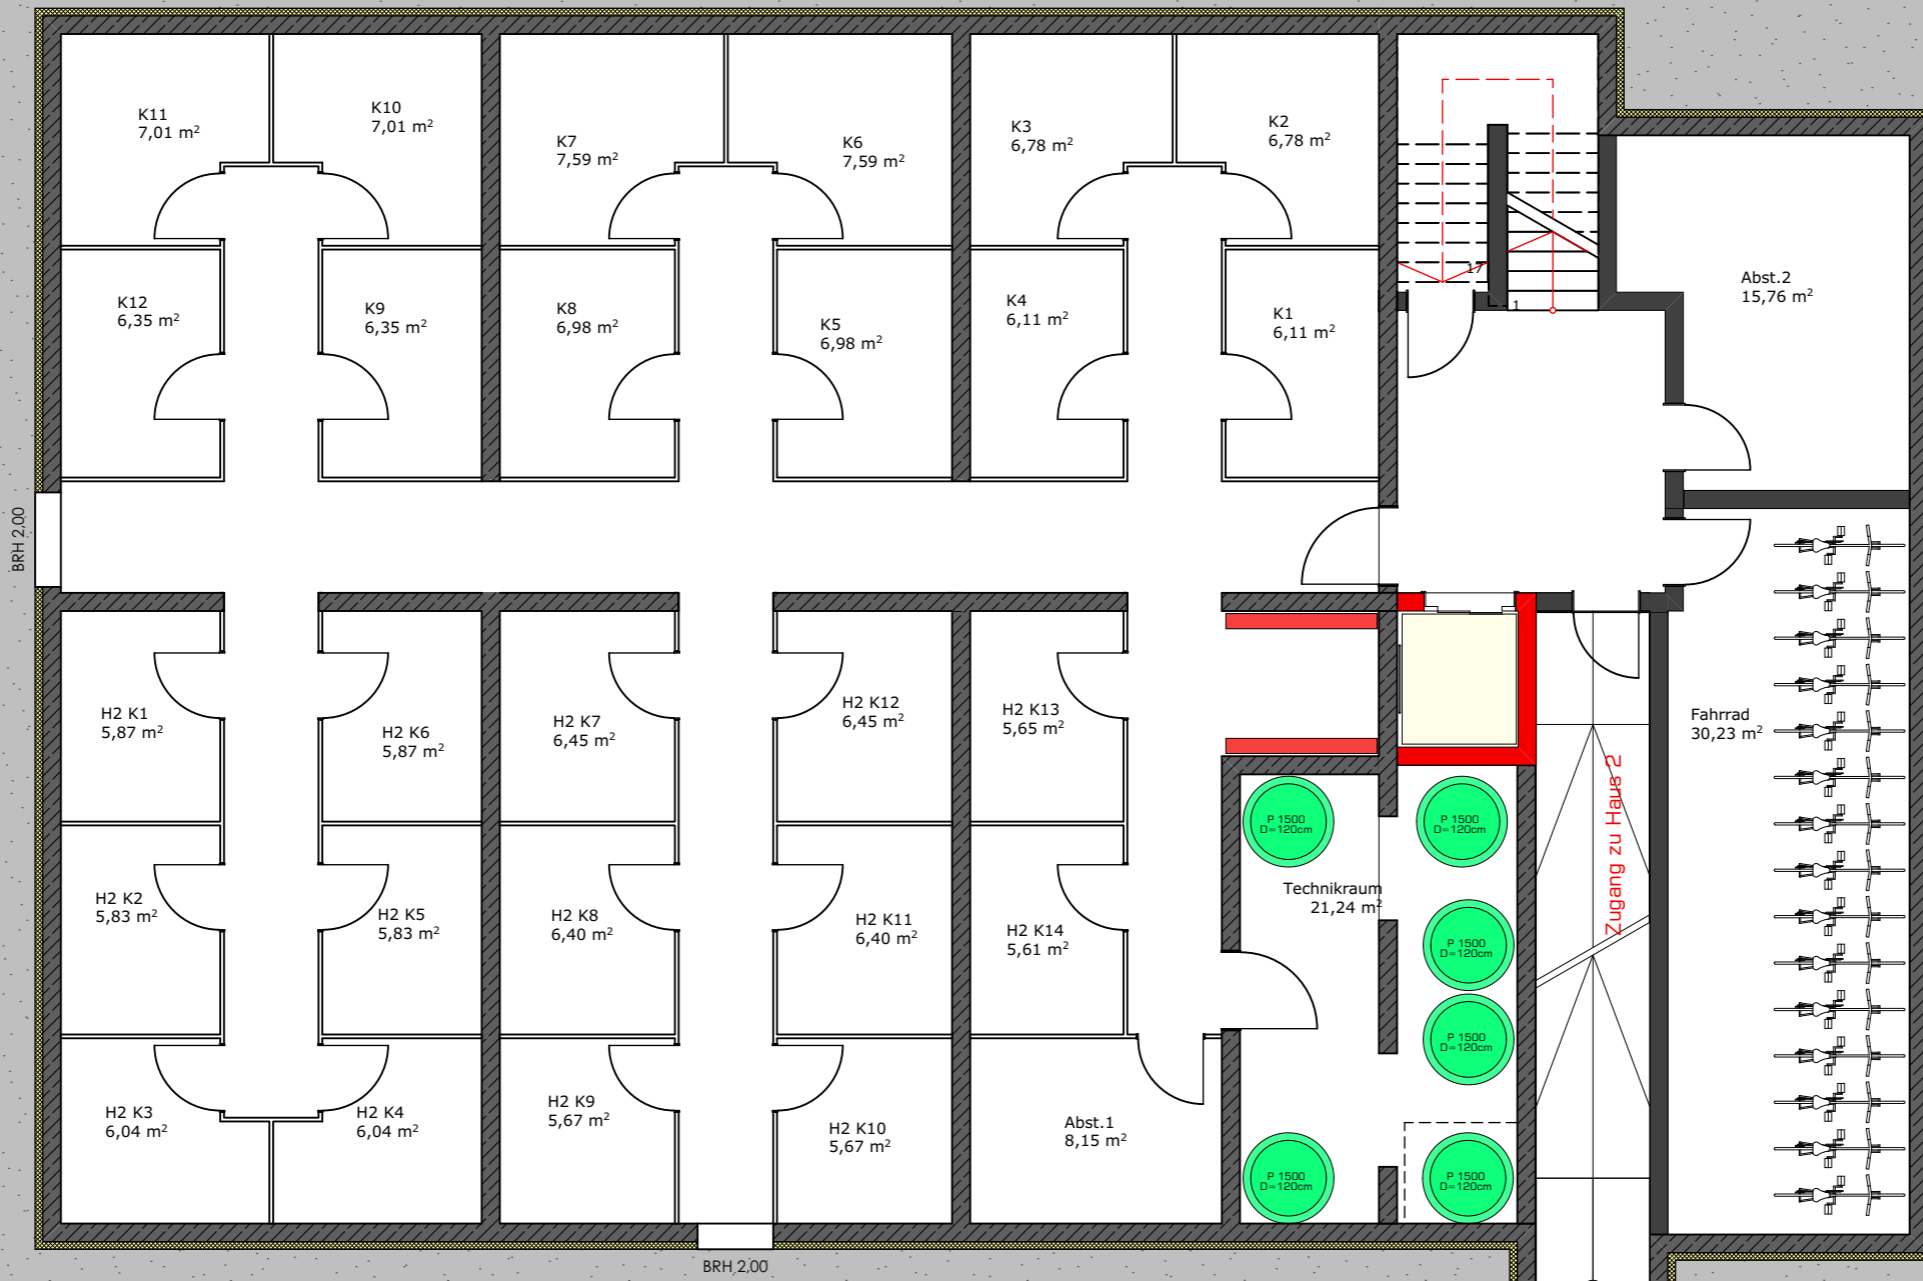 K11
7,01 m²
K10
7,01 m²
K7
7,59 m²
K6
7,59 m²
K3
6,78 m²
K2
6,78 m²
K12
6,35 m²
K9
6,35 m²
K8
6,98 m²
K5
6,98 m²
K4
6,11 m²
K1
6,11 m²
17
1
Abst.2
15,76 m²
BRH 2,00
H2 K1
5,87 m²
H2 K6
5,87 m²
H2 K7
6,45 m²
H2 K12
6,45 m²
H2 K13
5,65 m²
Fahrrad
30,23 m²
Zugang zu Haus 2
P 1500
D=120cm
P 1500
D=120cm
Technikraum
21,24 m²
H2 K2
5,83 m²
H2 K5
5,83 m²
H2 K8
6,40 m²
H2 K11
6,40 m²
H2 K14
5,61 m²
P 1500
D=120cm
P 1500
D=120cm
H2 K3
6,04 m²
H2 K4
6,04 m²
H2 K9
5,67 m²
H2 K10
5,67 m²
Abst.1
8,15 m²
P 1500
D=120cm
P 1500
D=120cm
BRH 2,00